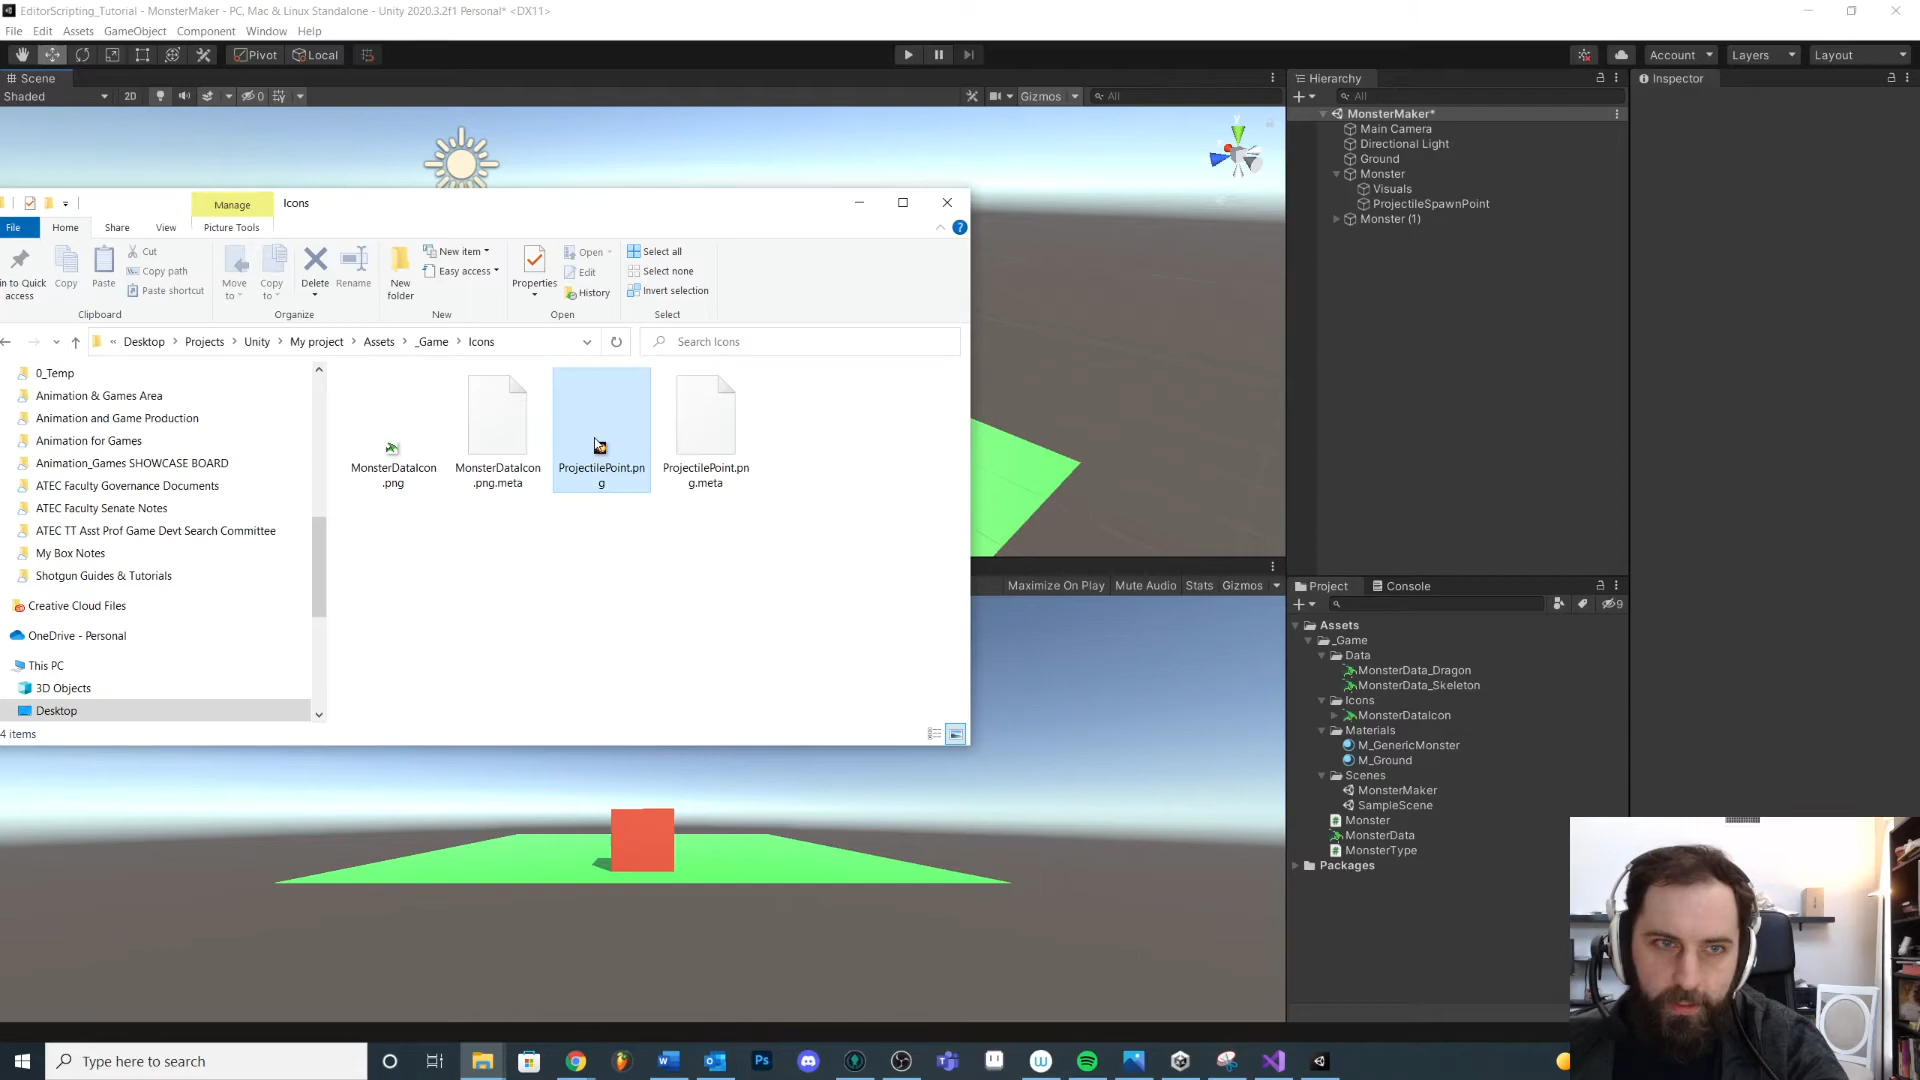 EditorScripting_Tutorial - MonsterMaker - PC, Mac & Linux Standalone - Unity 2020.3.2f1 Personal* <DX11>
File Edit Assets GameObject Component Window Help
Pivot Local Account Layers Layout
Scene
Shaded 2D 0 Gizmos All
Hierarchy
All
MonsterMaker*
Main Camera
Directional Light
Ground
Monster
Visuals
ProjectileSpawnPoint
Monster (1)
Inspector
y
Manage Icons
File Home Share View Picture Tools
in to Quick access
Copy
Paste
Cut
Copy path
Paste shortcut
Clipboard
Move to
Copy to
Delete
Rename
Organize
New folder
New item
Easy access
New
Properties
Open
Edit
History
Open
Select all
Select none
Invert selection
Select
« Desktop > Projects > Unity > My project > Assets > _Game > Icons
Search Icons
0_Temp
Animation & Games Area
Animation and Game Production
Animation for Games
Animation_Games SHOWCASE BOARD
ATEC Faculty Governance Documents
ATEC Faculty Senate Notes
ATEC TT Asst Prof Game Devt Search Committee
My Box Notes
Shotgun Guides & Tutorials
Creative Cloud Files
OneDrive - Personal
This PC
3D Objects
Desktop
MonsterDataIcon
.png
MonsterDataIcon
.png.meta
ProjectilePoint.pn
g
ProjectilePoint.pn
g.meta
4 items
Maximize On Play Mute Audio Stats Gizmos
Project Console
9
Assets
_Game
Data
MonsterData_Dragon
MonsterData_Skeleton
Icons
MonsterDataIcon
Materials
M_GenericMonster
M_Ground
Scenes
MonsterMaker
SampleScene
Monster
MonsterData
MonsterType
Packages
Type here to search
Ps